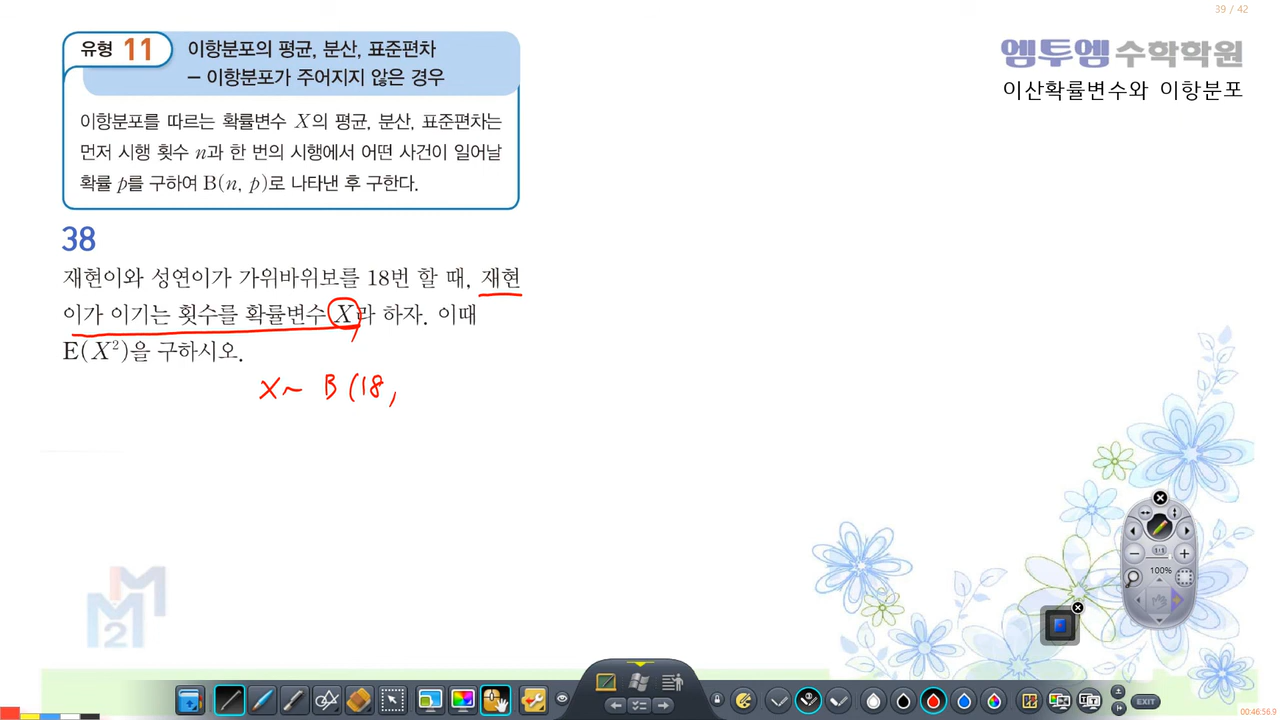 39 / 42
엠투엠수학학원
이산확률변수와 이항분포
유형 11 이항분포의 평균, 분산, 표준편차
– 이항분포가 주어지지 않은 경우
이항분포를 따르는 확률변수 X의 평균, 분산, 표준편차는
먼저 시행 횟수 n과 한 번의 시행에서 어떤 사건이 일어날
확률 p를 구하여 B(n, p)로 나타낸 후 구한다.
38
재현이와 성연이가 가위바위보를 18번 할 때, 재현
이가 이기는 횟수를 확률변수 X라 하자. 이때
E(X²)을 구하시오.
X~ B(18,
1:1
100%
MM2
EXIT
00:46:56.9